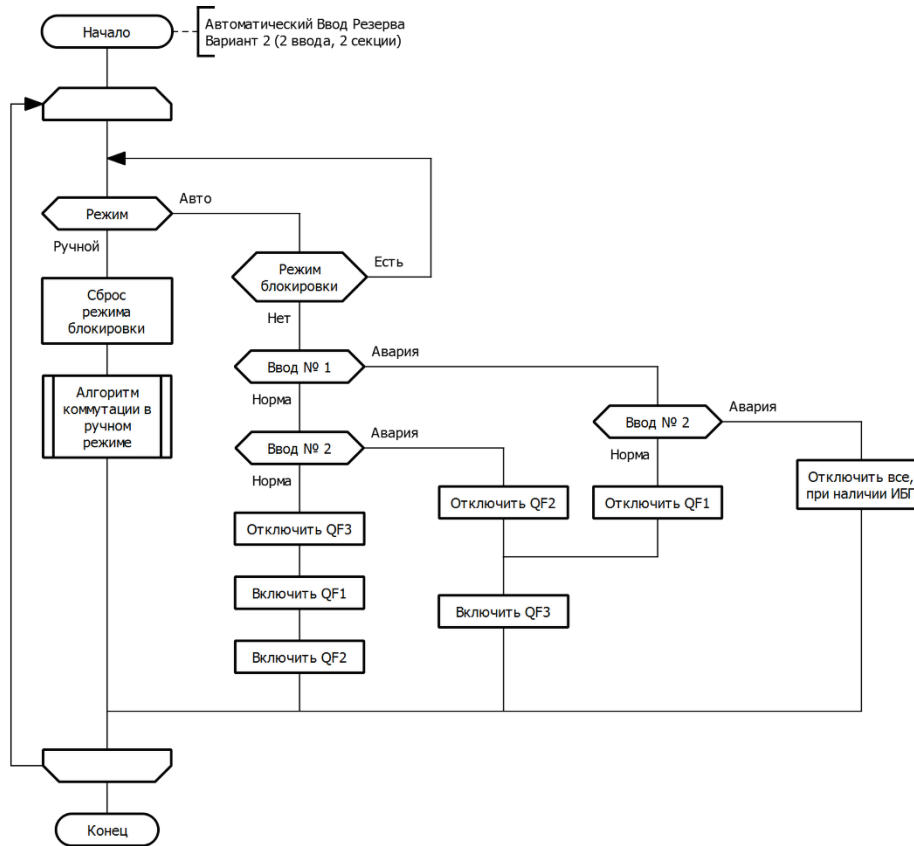 Начало
Автоматический Ввод Резерва
Вариант 2 (2 ввода, 2 секции)
Режим
Авто
Ручной
Режим
блокировки
Есть
Нет
Сброс
режима
блокировки
Ввод № 1
Авария
Норма
Алгоритм
коммутации в
ручном
режиме
Ввод № 2
Авария
Норма
Ввод № 2
Авария
Норма
Отключить QF2
Отключить QF1
Отключить все,
при наличии ИБП
Отключить QF3
Включить QF1
Включить QF3
Включить QF2
Конец